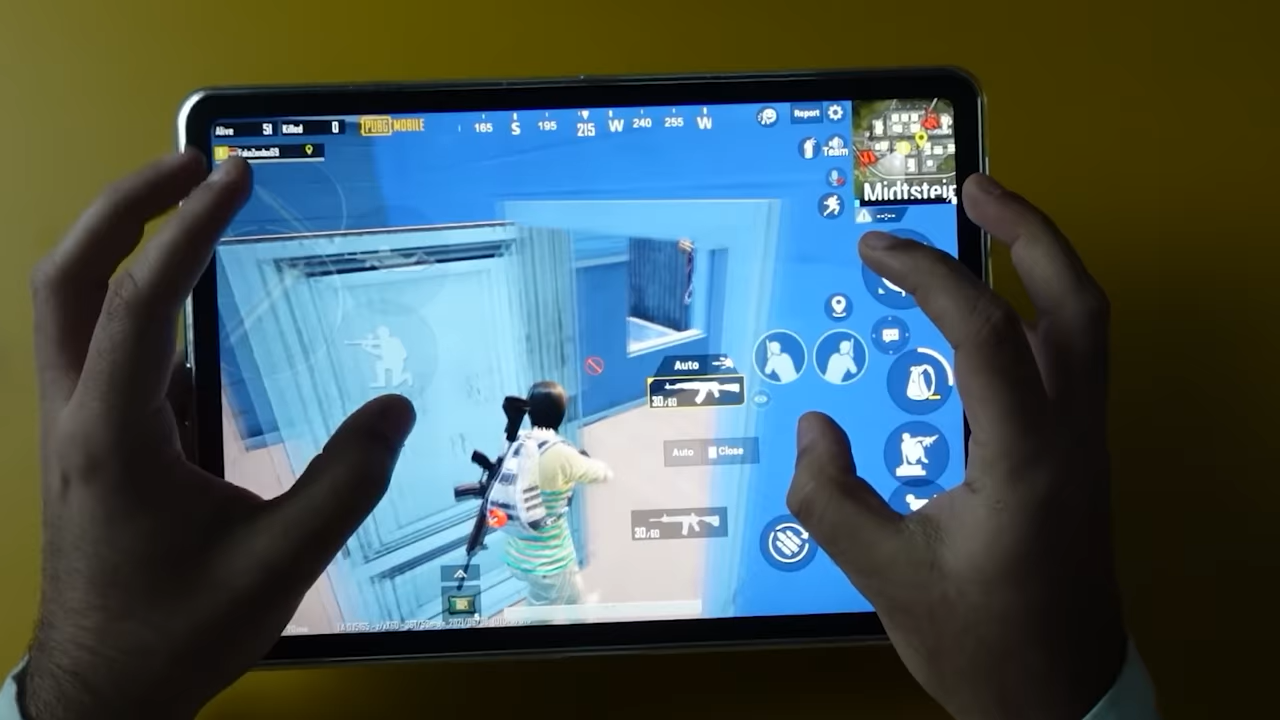 Alive 51 Killed 0
PUBG MOBILE
165 S 195 215 W 240 255 W
Report
Team
Midtstein
--:--
Auto
30/60
Auto Close
30/60